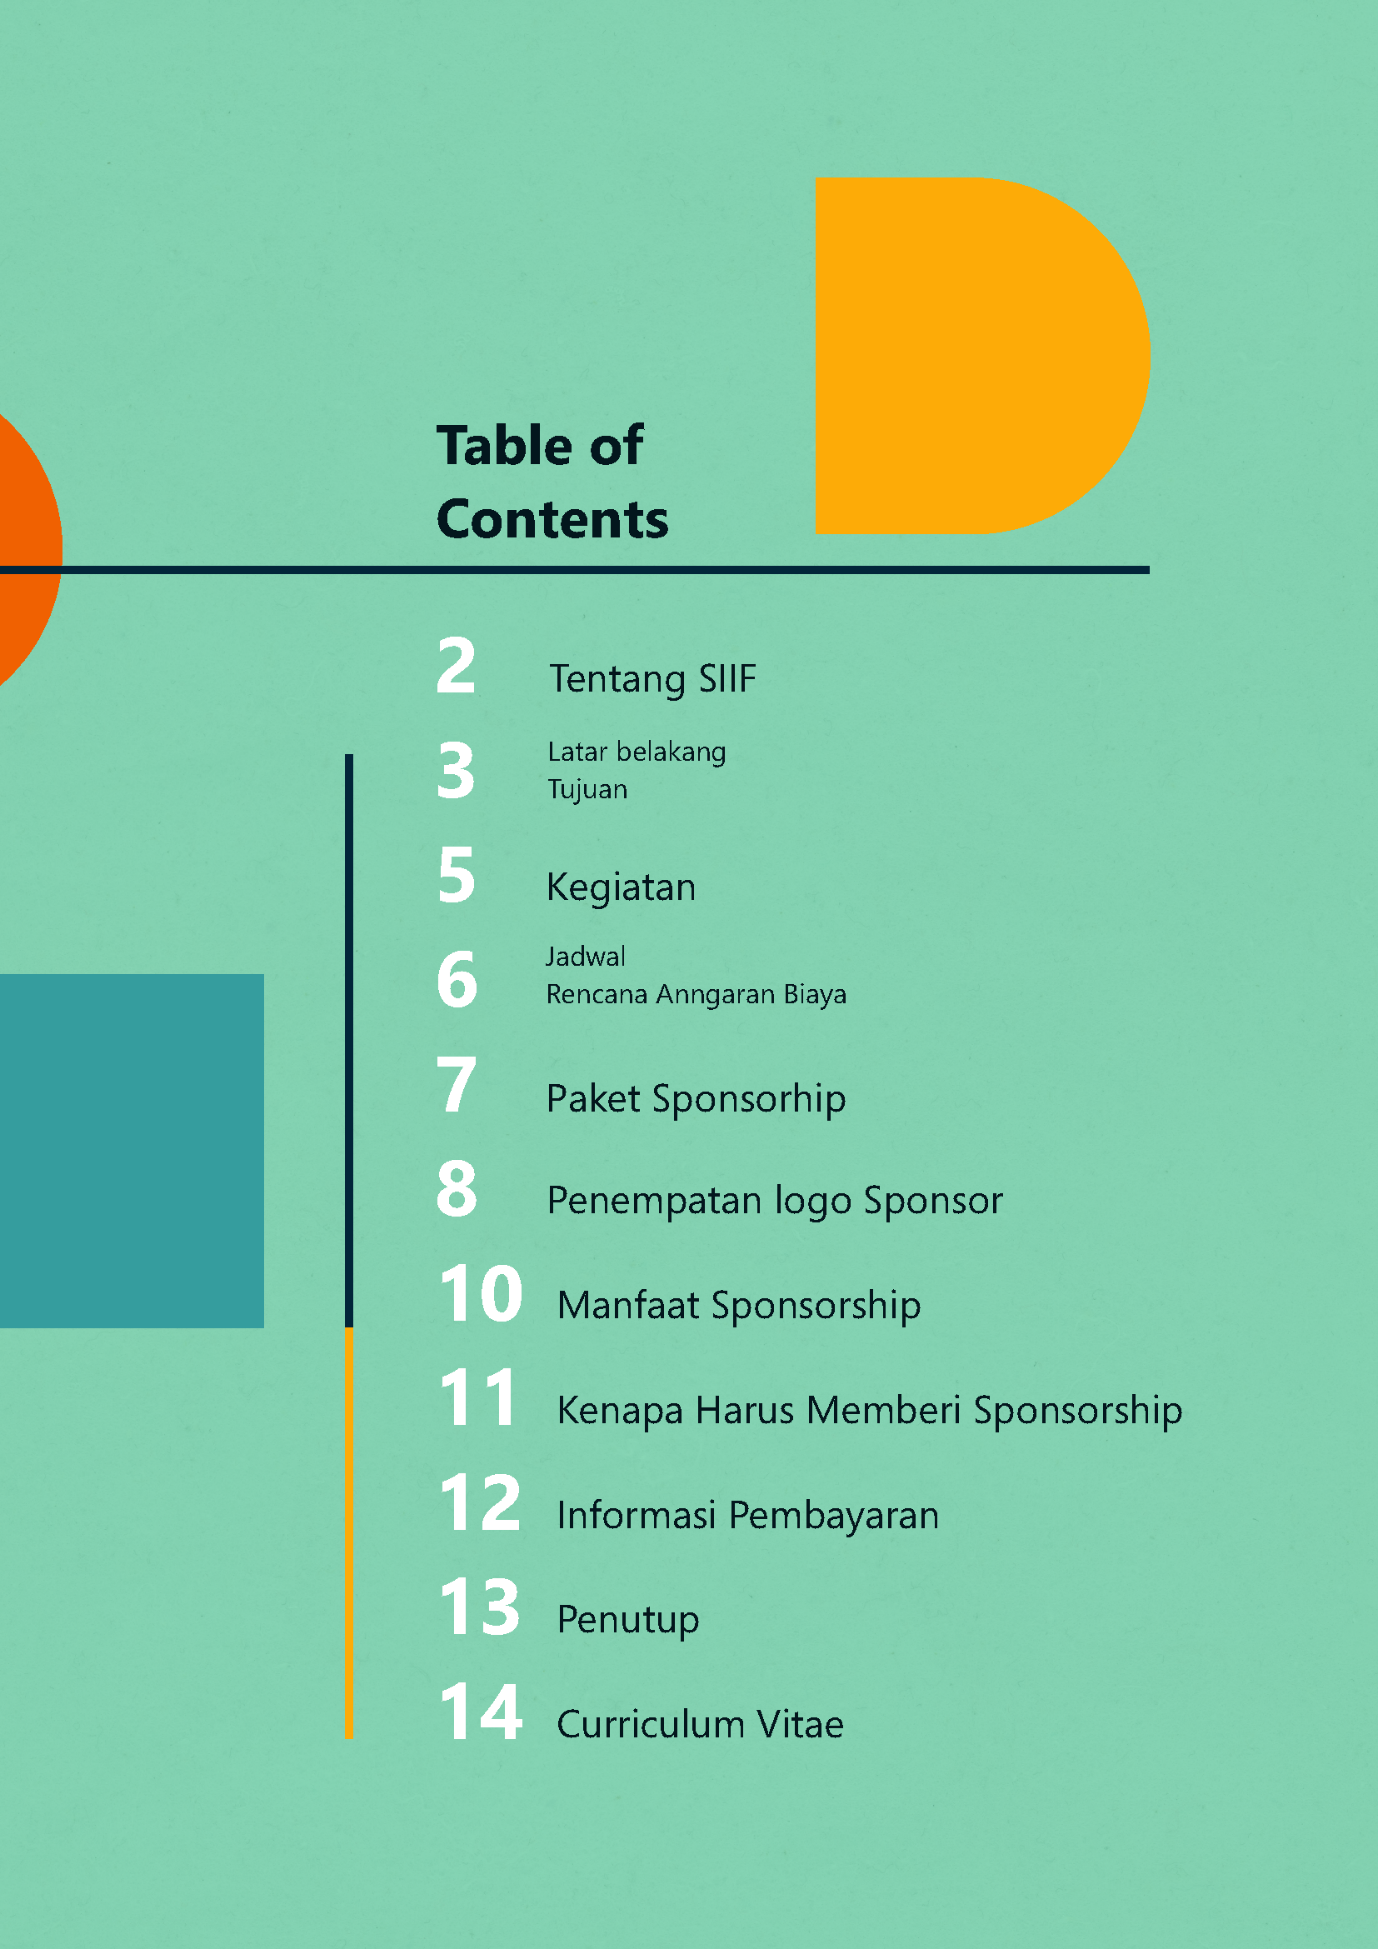 Table of
Contents
2 Tentang SIIF
3 Latar belakang
Tujuan
5 Kegiatan
6 Jadwal
Rencana Anngaran Biaya
7 Paket Sponsorhip
8 Penempatan logo Sponsor
10 Manfaat Sponsorship
11 Kenapa Harus Memberi Sponsorship
12 Informasi Pembayaran
13 Penutup
14 Curriculum Vitae